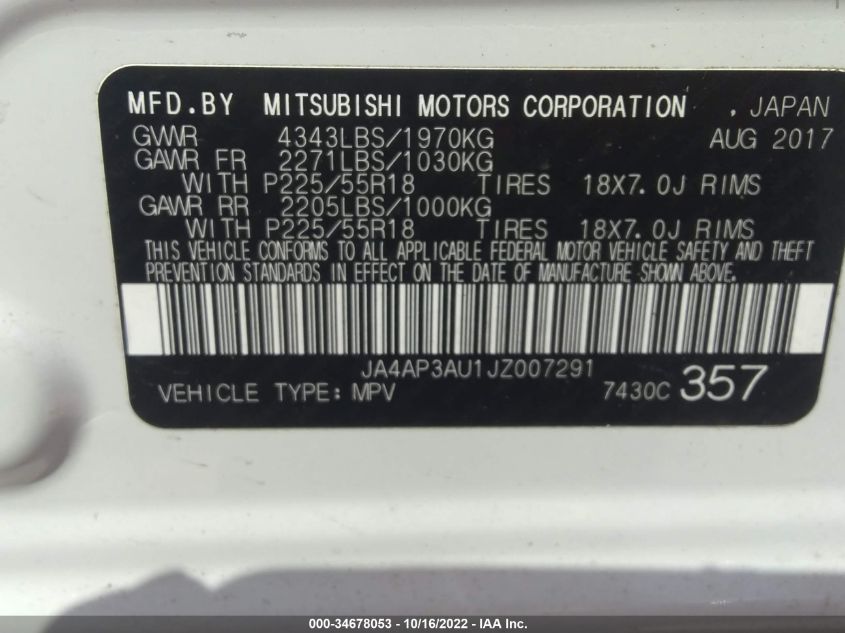 MFD.BY MITSUBISHI MOTORS CORPORATION , JAPAN
GVWR 4343LBS/1970KG AUG 2017
GAWR FR 2271LBS/1030KG
WITH P225/55R18 TIRES 18X7.0J RIMS
GAWR RR 2205LBS/1000KG
WITH P225/55R18 TIRES 18X7.0J RIMS
THIS VEHICLE CONFORMS TO ALL APPLICABLE FEDERAL MOTOR VEHICLE SAFETY AND THEFT
PREVENTION STANDARDS IN EFFECT ON THE DATE OF MANUFACTURE SHOWN ABOVE.
JA4AP3AU1JZ007291
VEHICLE TYPE: MPV 7430C 357
000-34678053 - 10/16/2022 - IAA Inc.